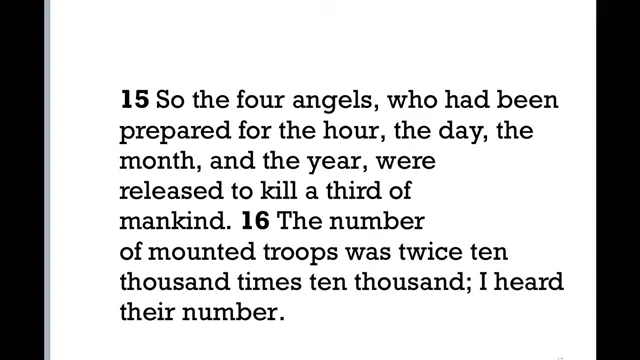 15 So the four angels, who had been
prepared for the hour, the day, the
month, and the year, were
released to kill a third of
mankind. 16 The number
of mounted troops was twice ten
thousand times ten thousand; I heard
their number.